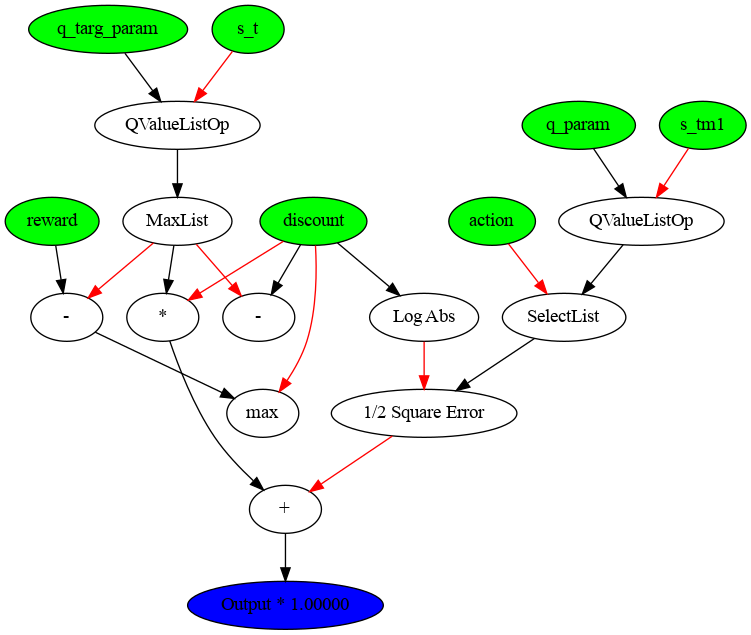 q_targ_param
s_t
QValueListOp
q_param
s_tm1
reward
MaxList
discount
action
QValueListOp
-
*
-
Log Abs
SelectList
max
1/2 Square Error
+
Output * 1.00000